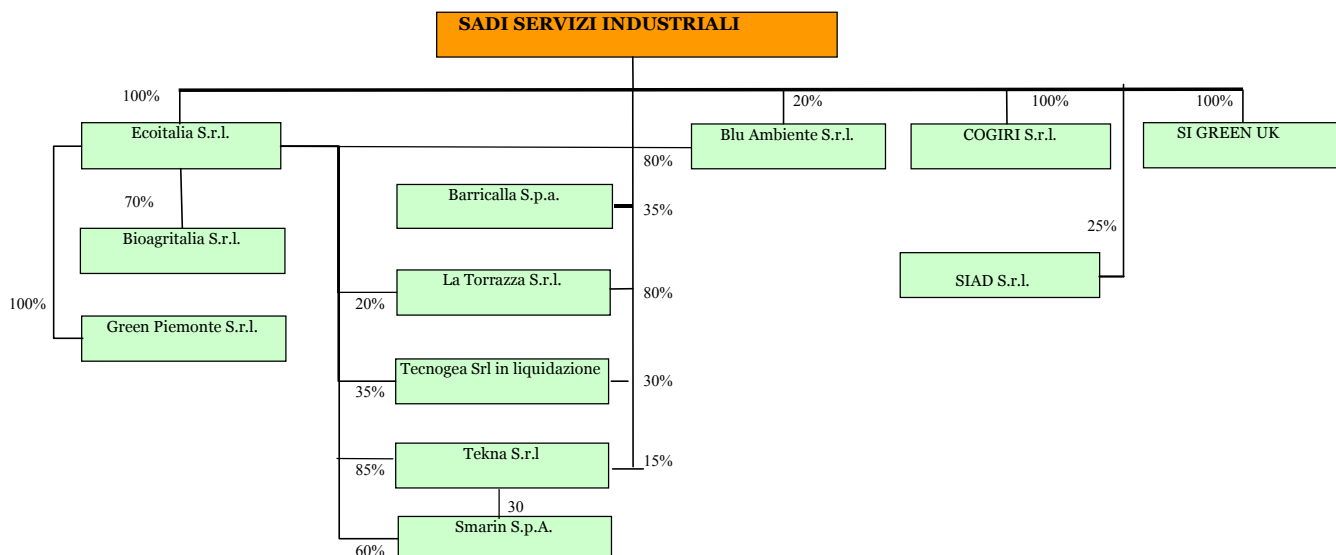 SADI SERVIZI INDUSTRIALI
100%
20%
100%
100%
Ecoitalia S.r.l.
Blu Ambiente S.r.l.
COGIRI S.r.l.
SI GREEN UK
80%
70%
Barricalla S.p.a.
35%
Bioagritalia S.r.l.
25%
La Torrazza S.r.l.
SIAD S.r.l.
100%
20%
80%
Green Piemonte S.r.l.
Tecnogea Srl in liquidazione
35%
30%
Tekna S.r.l
85%
15%
30
Smarin S.p.A.
60%